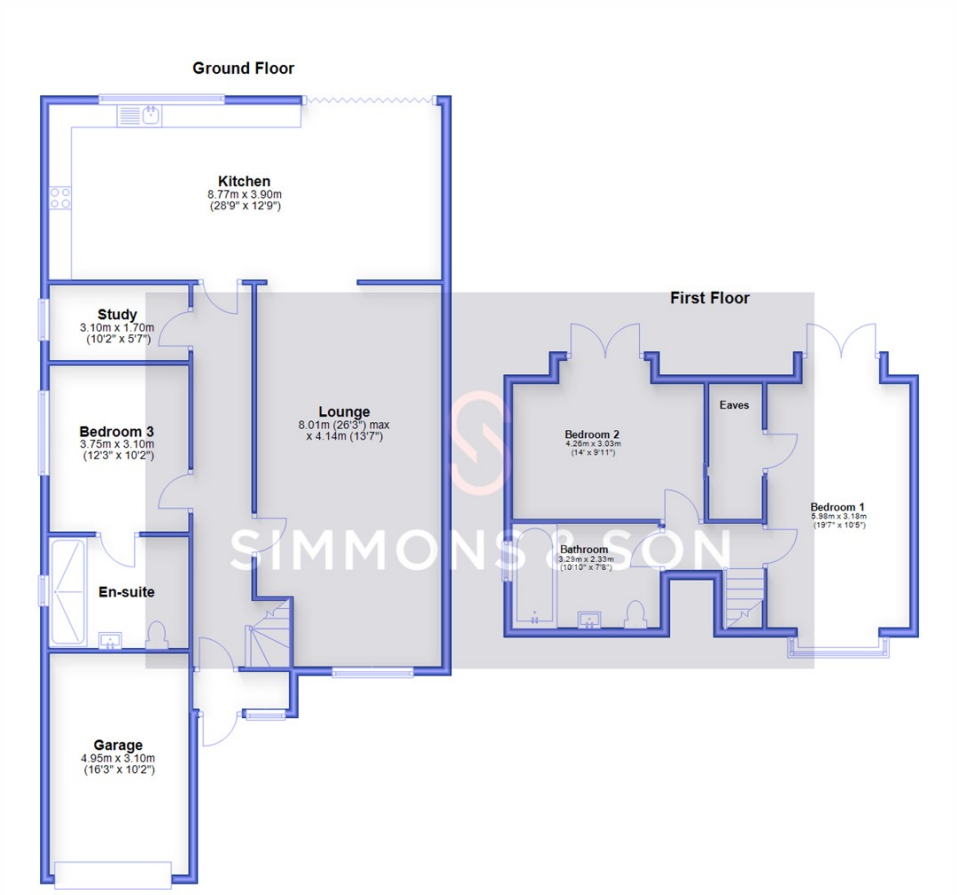 Ground Floor
Kitchen
8.77m x 3.90m
(28'9" x 12'9")
Study
3.10m x 1.70m
(10'2" x 5'7")
Bedroom 3
3.75m x 3.10m
(12'3" x 10'2")
Lounge
8.01m (26'3") max
x 4.14m (13'7")
En-suite
Garage
4.95m x 3.10m
(16'3" x 10'2")
First Floor
Eaves
Bedroom 2
4.26m x 3.03m
(14' x 9'11")
Bedroom 1
5.98m x 3.18m
(19'7" x 10'5")
Bathroom
3.29m x 2.33m
(10'10" x 7'8")
SIMMONS & SON